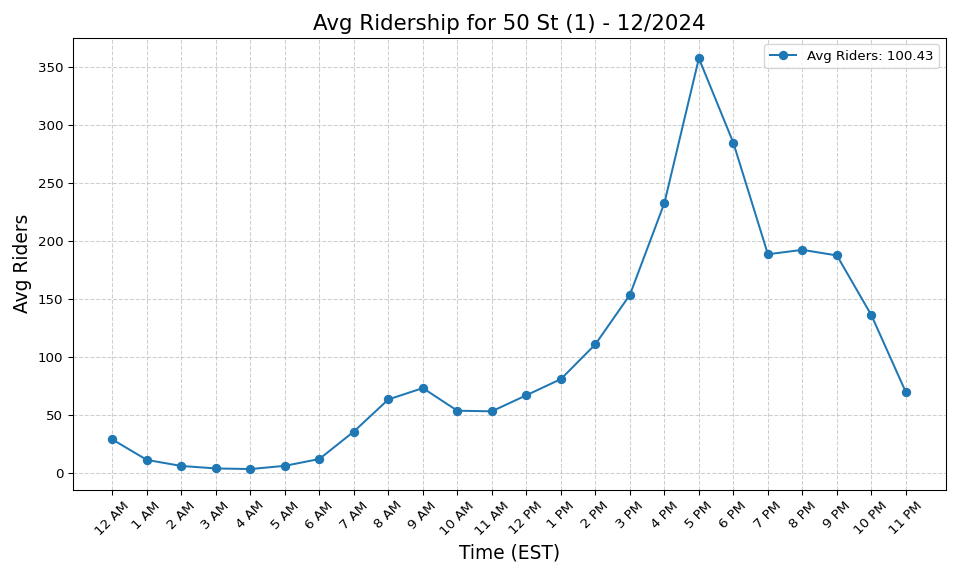 Avg Ridership for 50 St (1) - 12/2024
Avg Riders: 100.43
Avg Riders
350
300
250
200
150
100
50
0
12 AM
1 AM
2 AM
3 AM
4 AM
5 AM
6 AM
7 AM
8 AM
9 AM
10 AM
11 AM
12 PM
1 PM
2 PM
3 PM
4 PM
5 PM
6 PM
7 PM
8 PM
9 PM
10 PM
11 PM
Time (EST)